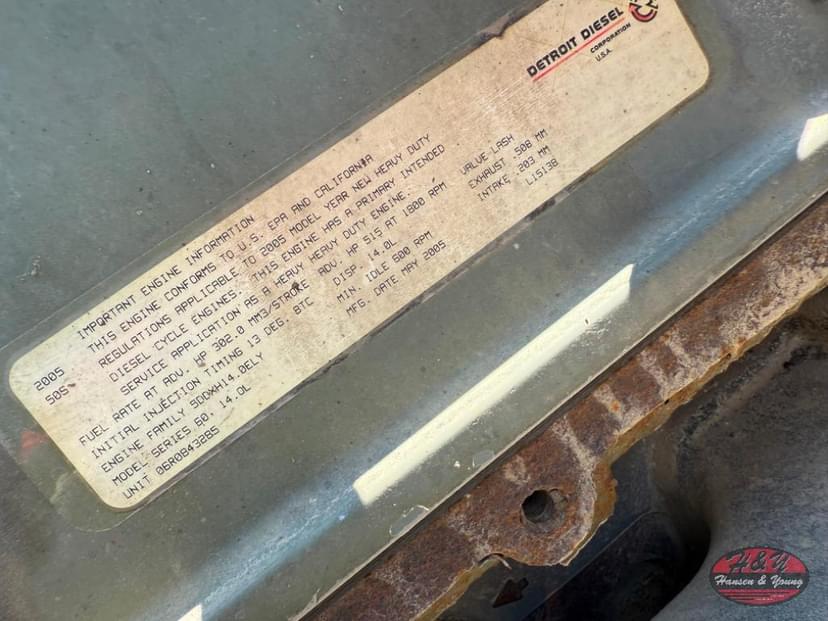 DETROIT DIESEL
CORPORATION
U.S.A.
IMPORTANT ENGINE INFORMATION
2005 THIS ENGINE CONFORMS TO U.S. EPA AND CALIFORNIA
50S REGULATIONS APPLICABLE TO 2005 MODEL YEAR NEW HEAVY DUTY
DIESEL CYCLE ENGINES. THIS ENGINE HAS A PRIMARY INTENDED
SERVICE APPLICATION AS A HEAVY HEAVY DUTY ENGINE.
FUEL RATE AT ADV. HP 302.0 MM3/STROKE ADV. HP 515 AT 1800 RPM VALVE LASH
INITIAL INJECTION TIMING 13 DEG. BTC DISP. 14.0L EXHAUST .508 MM
ENGINE FAMILY 5DDXH14.0ELY MIN. IDLE 600 RPM INTAKE .203 MM
MODEL SERIES 60, 14.0L MFG. DATE MAY 2005 L15138
UNIT 06R0843285
H&Y
Hansen & Young